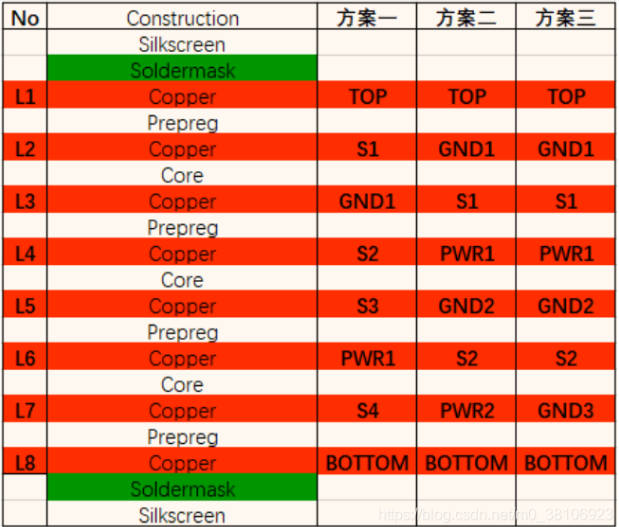 No Construction 方案一 方案二 方案三
Silkscreen
Soldermask
L1 Copper TOP TOP TOP
Prepreg
L2 Copper S1 GND1 GND1
Core
L3 Copper GND1 S1 S1
Prepreg
L4 Copper S2 PWR1 PWR1
Core
L5 Copper S3 GND2 GND2
Prepreg
L6 Copper PWR1 S2 S2
Core
L7 Copper S4 PWR2 GND3
Prepreg
L8 Copper BOTTOM BOTTOM BOTTOM
Soldermask
Silkscreen
https://blog.csdn.net/m0_38106923